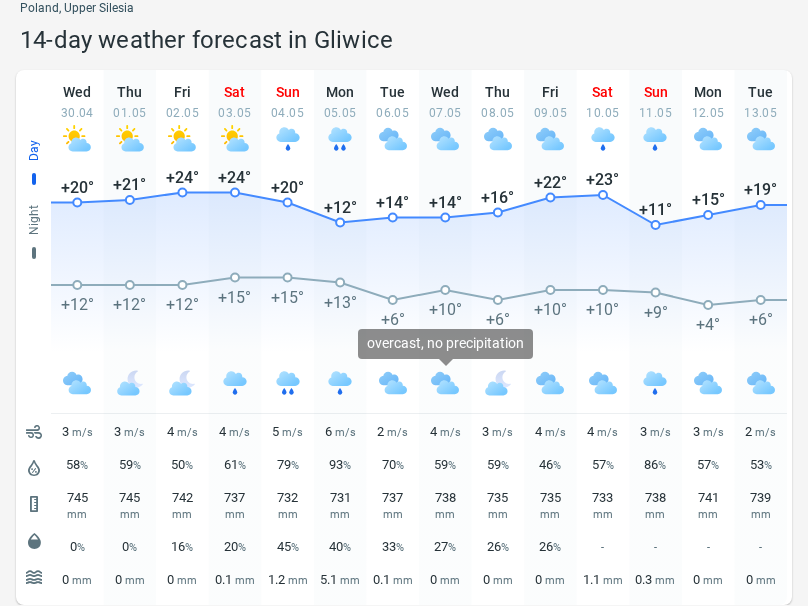 Poland, Upper Silesia
14-day weather forecast in Gliwice
Wed Thu Fri Sat Sun Mon Tue Wed Thu Fri Sat Sun Mon Tue
30.04 01.05 02.05 03.05 04.05 05.05 06.05 07.05 08.05 09.05 10.05 11.05 12.05 13.05
Day
+20° +21° +24° +24° +20° +12° +14° +14° +16° +22° +23° +11° +15° +19°
Night
+12° +12° +12° +15° +15° +13° +6° +10° +6° +10° +10° +9° +4° +6°
overcast, no precipitation
3 m/s 3 m/s 4 m/s 4 m/s 5 m/s 6 m/s 2 m/s 4 m/s 3 m/s 4 m/s 4 m/s 3 m/s 3 m/s 2 m/s
58% 59% 50% 61% 79% 93% 70% 59% 59% 46% 57% 86% 57% 53%
745 745 742 737 732 731 737 738 735 735 733 738 741 739
mm mm mm mm mm mm mm mm mm mm mm mm mm mm
0% 0% 16% 20% 45% 40% 33% 27% 26% 26% - - - -
0 mm 0 mm 0 mm 0.1 mm 1.2 mm 5.1 mm 0.1 mm 0 mm 0 mm 0 mm 1.1 mm 0.3 mm 0 mm 0 mm